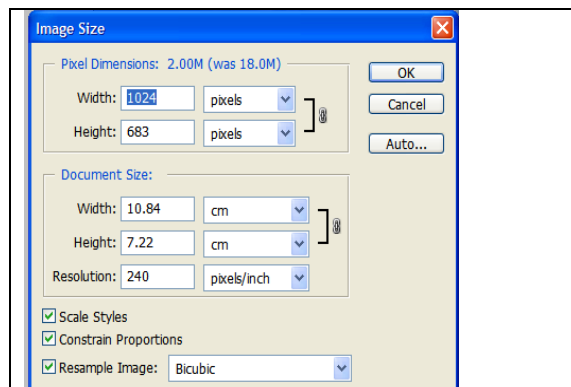 Image Size
Pixel Dimensions: 2.00M (was 18.0M)
Width: 1024 pixels
Height: 683 pixels
OK
Cancel
Auto...
Document Size:
Width: 10.84 cm
Height: 7.22 cm
Resolution: 240 pixels/inch
Scale Styles
Constrain Proportions
Resample Image: Bicubic